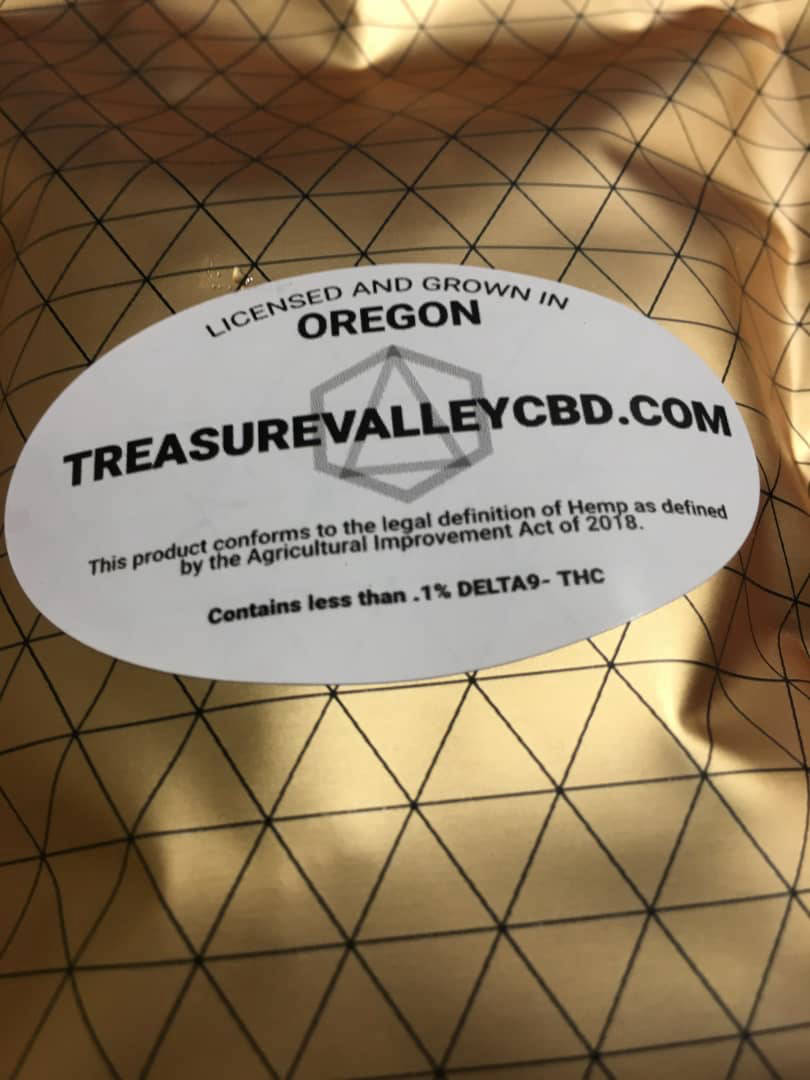 LICENSED AND GROWN IN
OREGON
TREASUREVALLEYCBD.COM
This product conforms to the legal definition of Hemp as defined
by the Agricultural Improvement Act of 2018.
Contains less than .1% DELTA9- THC